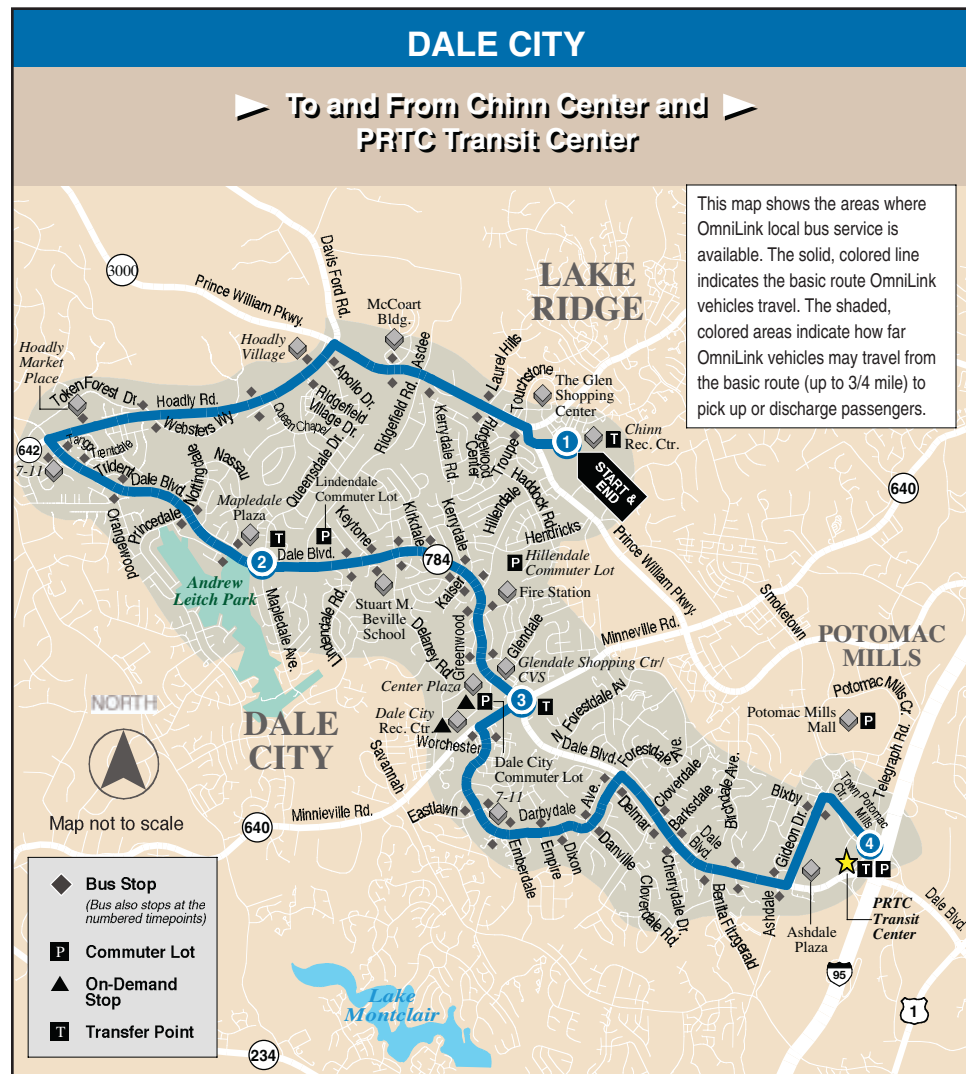 DALE CITY
To and From Chinn Center and
PRTC Transit Center
This map shows the areas where
OmniLink local bus service is
available. The solid, colored line
indicates the basic route OmniLink
vehicles travel. The shaded,
colored areas indicate how far
OmniLink vehicles may travel from
the basic route (up to 3/4 mile) to
pick up or discharge passengers.
3000
Prince William Pkwy.
Davis Ford Rd.
LAKE
RIDGE
McCoart
Bldg.
Hoadly
Village
Hoadly
Market
Place
Token Forest Dr.
Hoadly Rd.
Websters Wy
Queen Chapel
Apollo Dr.
Ridgefield
Village Dr.
Queensdale Dr.
Ridgefield Rd.
Asdee
Kerrydale Rd.
Laurel Hills
Touchstone
Ridgewood
Center
Trouper
The Glen
Shopping
Center
1
T
Chinn
Rec. Ctr.
START &
END
642
7-11
Tango
Trentdale
Trident
Dale Blvd.
Nottingdale
Nassu
Orangewood
Princedale
Mapledale
Plaza
T
Lindendale
Commuter Lot
P
Keytone
Kirkdale
Kerrydale
Hillendale
Haddock Rd.
Hendricks
640
Prince William Pkwy.
2
Dale Blvd.
784
Kaiser
P
Hillendale
Commuter Lot
Fire Station
Andrew
Leitch Park
Mapledale Ave.
Lindendale Rd.
Stuart M.
Beville
School
Delaney Rd.
Greenwood
Glendale
Glendale Shopping Ctr/
CVS
Minneville Rd.
Smoketown
POTOMAC
MILLS
Potomac Mills Cr.
Potomac Mills
Mall
P
Telegraph Rd.
NORTH
Map not to scale
DALE
CITY
Center Plaza
P
3
T
Dale City
Rec. Ctr.
Worchester
Savannah
Dale City
Commuter Lot
N. Forestdale Av
Dale Blvd.
Forestdale Ave.
Cloverdale
Barksdale
Birchdale Ave.
Dale
Blvd.
Bixby
Gideon Dr.
Town Potomac
Ctr. Mills
4
T
P
PRTC
Transit
Center
Dale Blvd.
Minnieville Rd.
640
Eastlawn
7-11
Darbydale
Ave.
Emberdale
Empire
Dixon
Danville
Delmar
Cloverdale Rd.
Cherrydale Dr.
Benita Fitzgerald
Ashdale
Ashdale
Plaza
95
1
Lake
Montclair
234
Bus Stop
(Bus also stops at the
numbered timepoints)
P
Commuter Lot
On-Demand
Stop
T
Transfer Point